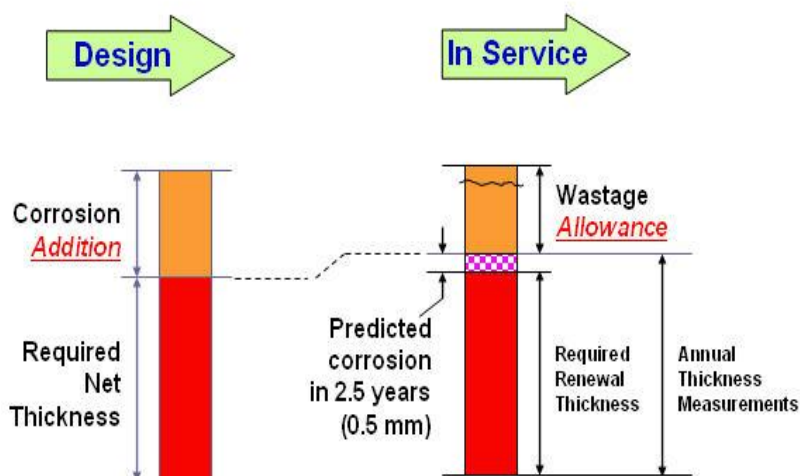 Design
In Service
Corrosion
Addition
Required
Net
Thickness
Wastage
Allowance
Predicted
corrosion
in 2.5 years
(0.5 mm)
Required
Renewal
Thickness
Annual
Thickness
Measurements